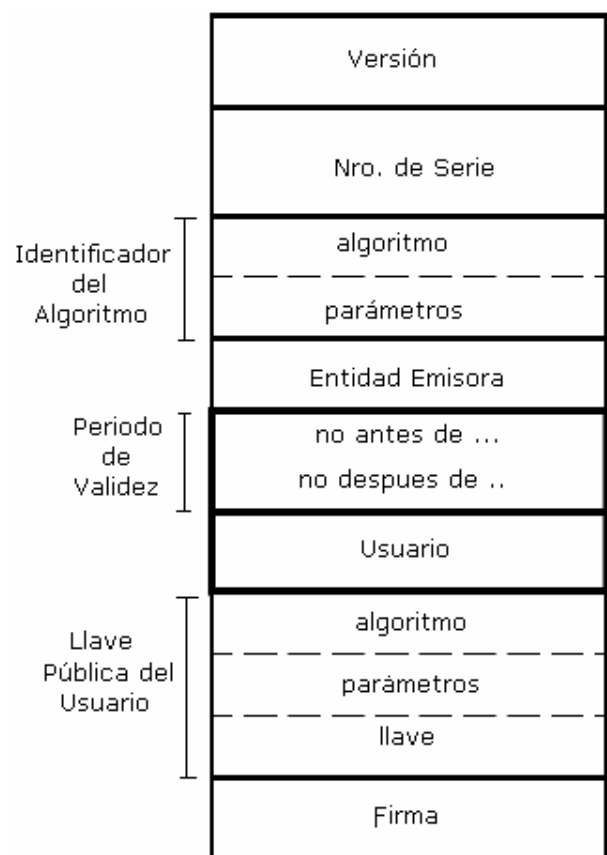 Versión
Nro. de Serie
Identificador
del
Algoritmo
algoritmo
parámetros
Entidad Emisora
Periodo
de
Validez
no antes de ...
no despues de ..
Usuario
Llave
Pública del
Usuario
algoritmo
parámetros
llave
Firma